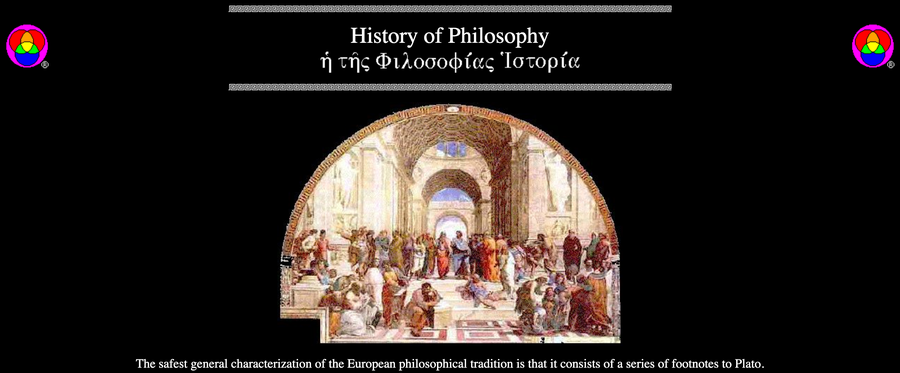 History of Philosophy
ἡ τῆς Φιλοσοφίας Ἱστορία
®
®
The safest general characterization of the European philosophical tradition is that it consists of a series of footnotes to Plato.